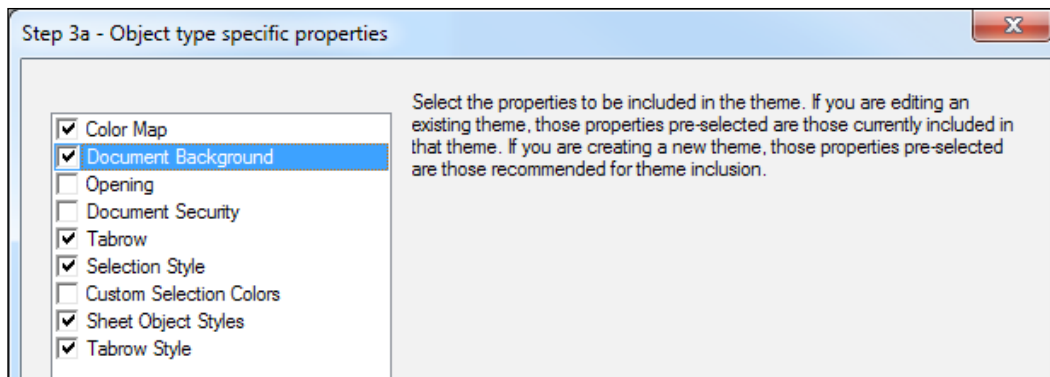 Step 3a - Object type specific properties
Select the properties to be included in the theme. If you are editing an
existing theme, those properties pre-selected are those currently included in
that theme. If you are creating a new theme, those properties pre-selected
are those recommended for theme inclusion.
Color Map
Document Background
Opening
Document Security
Tabrow
Selection Style
Custom Selection Colors
Sheet Object Styles
Tabrow Style